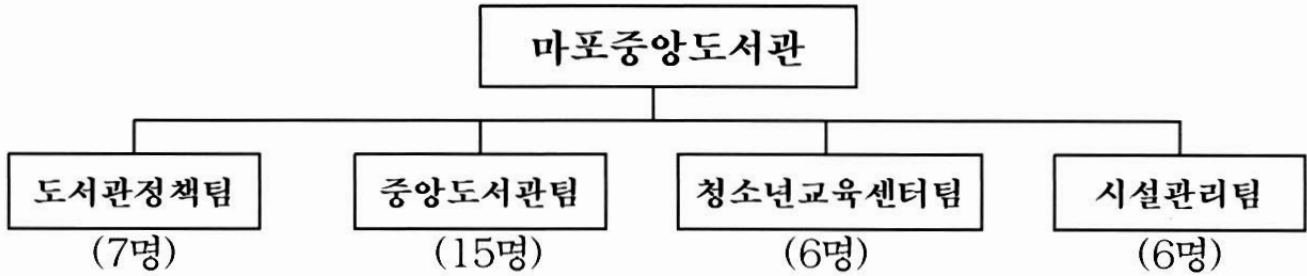 마포중앙도서관
도서관정책팀 중앙도서관팀 청소년교육센터팀 시설관리팀
(7명) (15명) (6명) (6명)